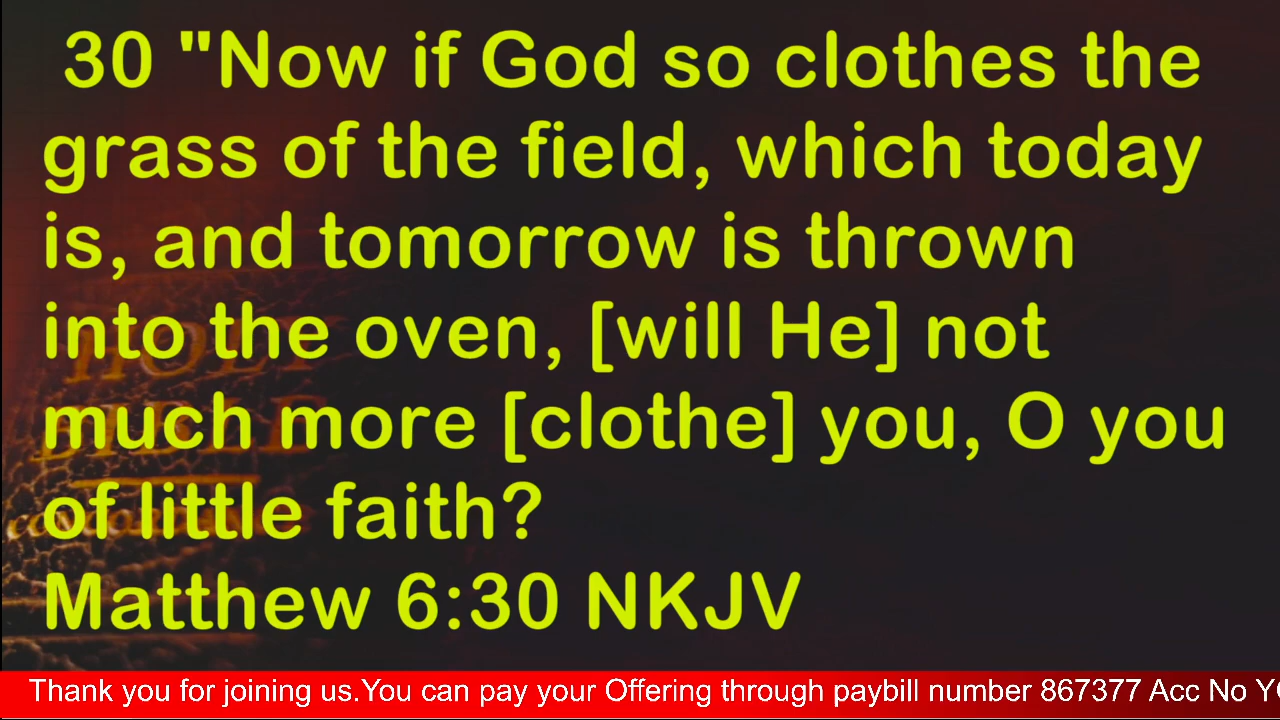 30 "Now if God so clothes the
grass of the field, which today
is, and tomorrow is thrown
into the oven, [will He] not
much more [clothe] you, O you
of little faith?
Matthew 6:30 NKJV
HOLY
BIBLE
Thank you for joining us.You can pay your Offering through paybill number 867377 Acc No